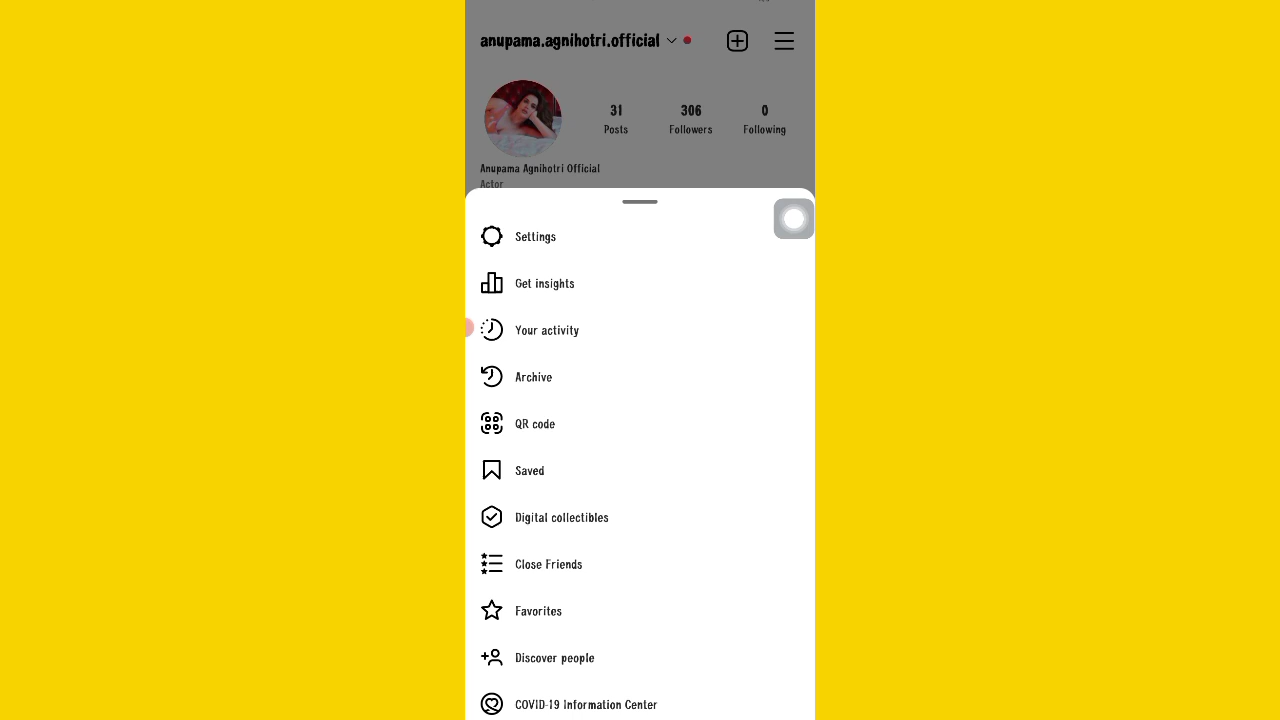 anupama.agnihotri.official
31 306 0
Posts Followers Following
Anupama Agnihotri Official
Actor
Settings
Get insights
Your activity
Archive
QR code
Saved
Digital collectibles
Close Friends
Favorites
Discover people
COVID-19 Information Center